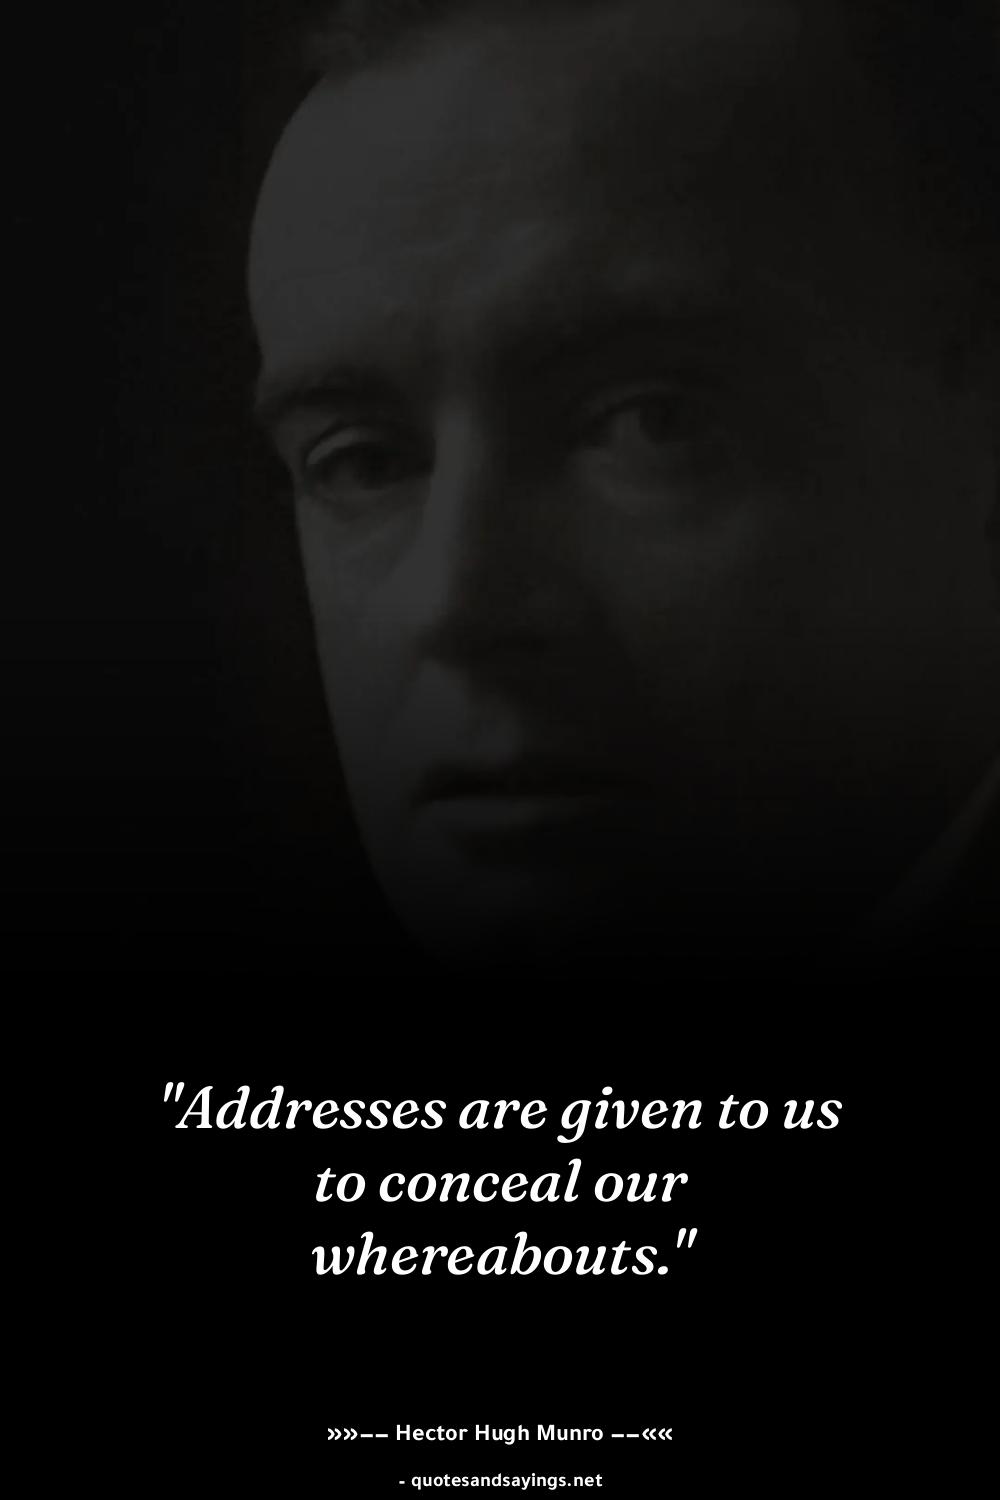 "Addresses are given to us
to conceal our
whereabouts."
»»−− Hector Hugh Munro −−««
- quotesandsayings.net